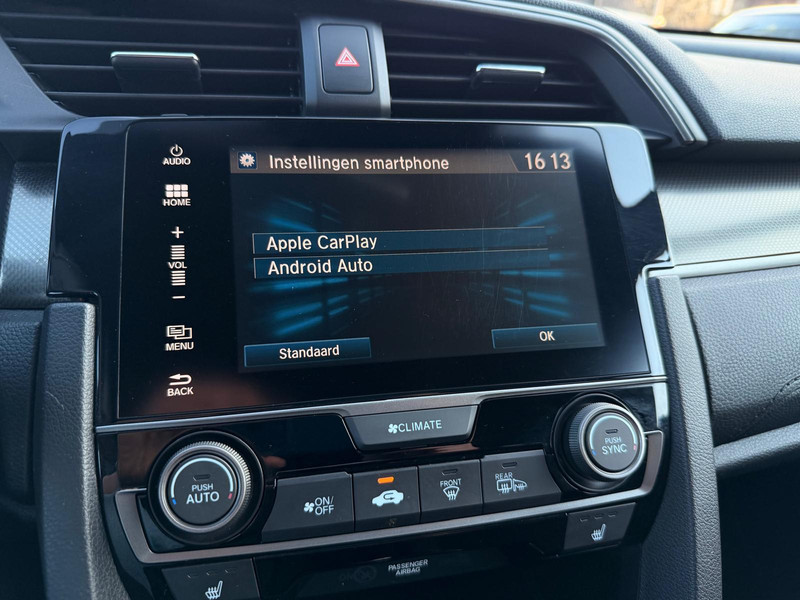 AUDIO
HOME
VOL
MENU
BACK
Instellingen smartphone
16 13
Apple CarPlay
Android Auto
Standaard
OK
CLIMATE
PUSH
AUTO
ON/
OFF
FRONT
REAR
PUSH
SYNC
PASSENGER
AIRBAG